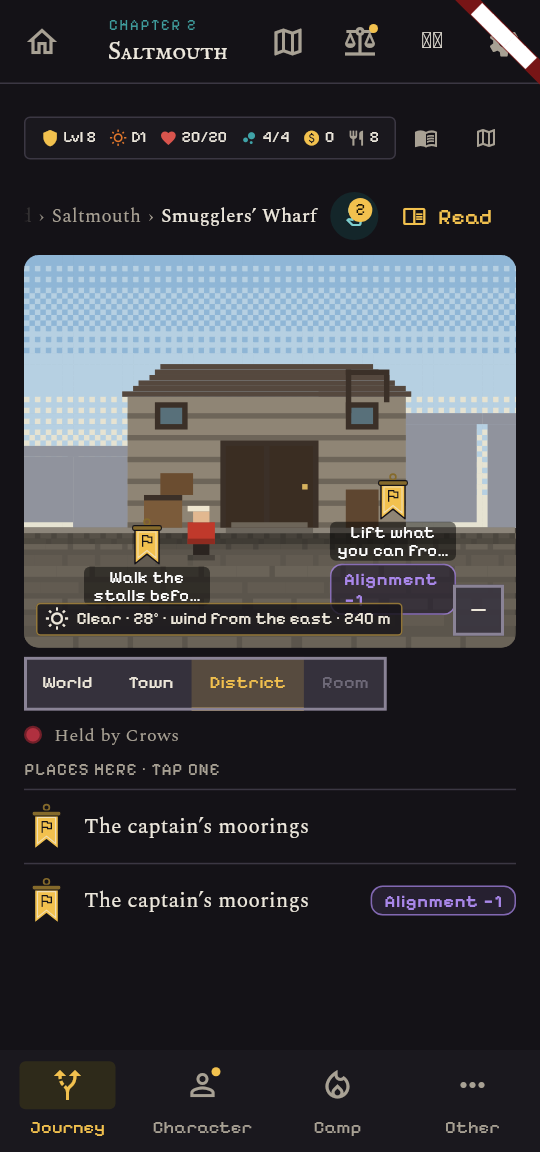 CHAPTER 2
SALTMOUTH
Lvl 8 D1 20/20 4/4 0 8
› Saltmouth › Smugglers’ Wharf 2 Read
Lift what
you can fro…
Walk the
stalls befo…
Alignment
-1
Clear · 28° · wind from the east · 240 m
World Town District Room
Held by Crows
PLACES HERE · TAP ONE
The captain’s moorings
The captain’s moorings Alignment -1
Journey Character Camp Other